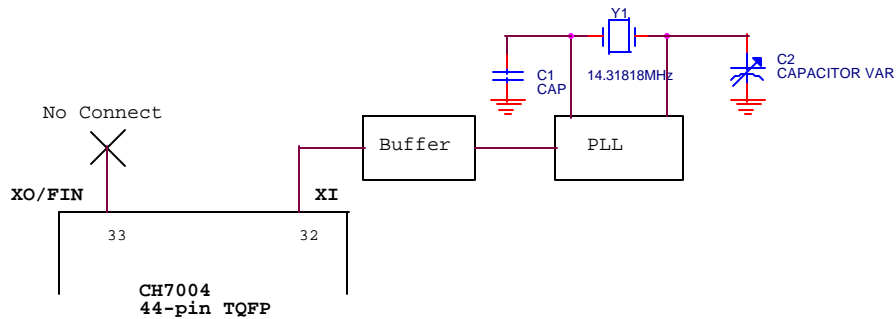 Y1
C1
CAP
14.31818MHz
C2
CAPACITOR VAR
No Connect
Buffer
PLL
XO/FIN
XI
33
32
CH7004
44-pin TQFP